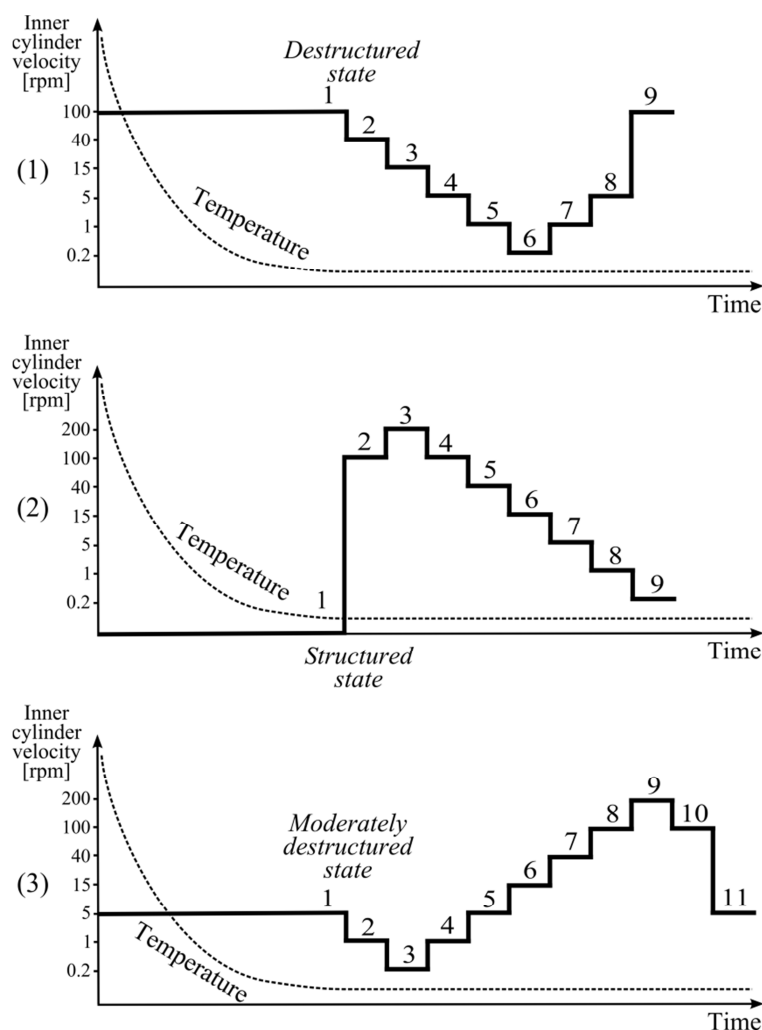 Inner
cylinder
velocity
[rpm]
Destructured
state
1
9
100
2
40
3
8
(1)
15
4
7
5
5
Temperature
1
6
0.2
Time
Inner
cylinder
velocity
[rpm]
3
200
2
4
100
5
40
6
(2)
15
7
5
Temperature
8
1
1
9
0.2
Time
Structured
state
Inner
cylinder
velocity
[rpm]
9
200
8
10
Moderately
destructured
state
100
7
40
6
(3)
15
1
5
11
5
2
4
Temperature
1
3
0.2
Time